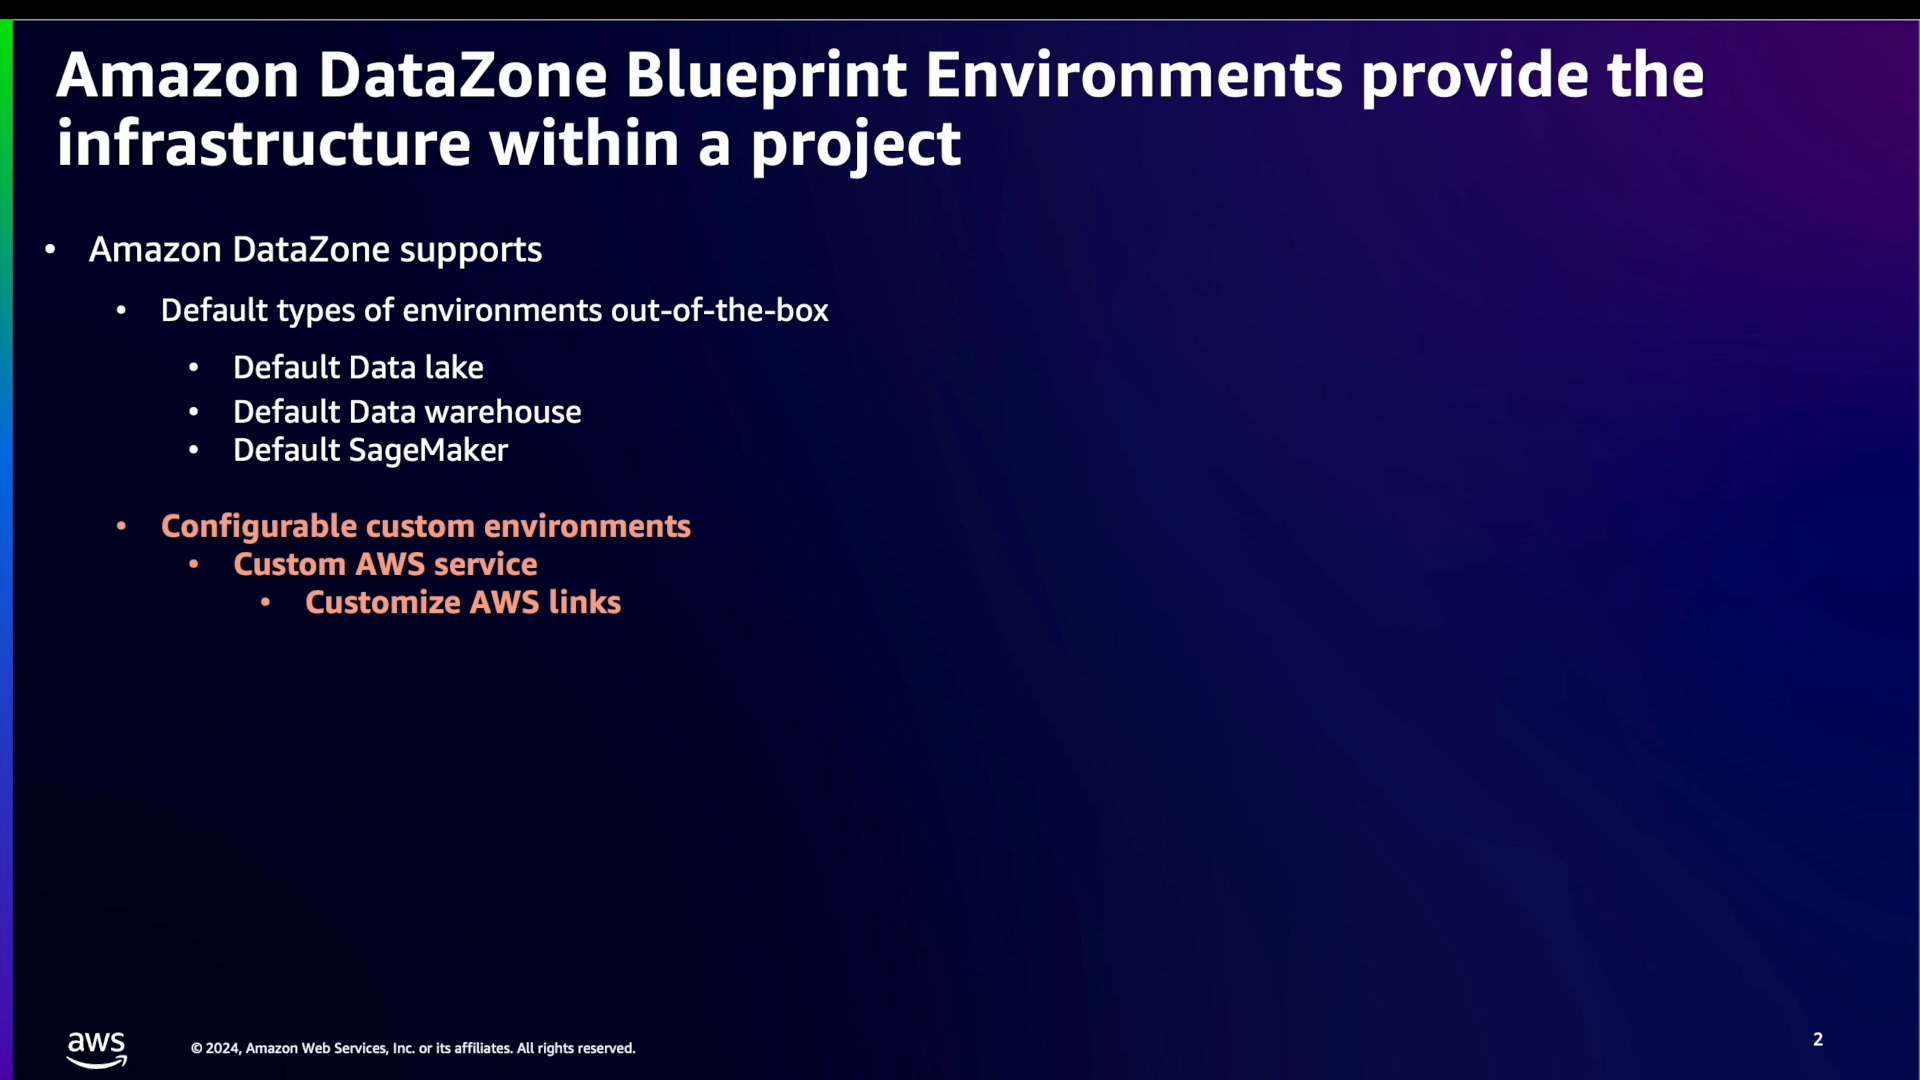 Amazon DataZone Blueprint Environments provide the
infrastructure within a project
• Amazon DataZone supports
• Default types of environments out-of-the-box
• Default Data lake
• Default Data warehouse
• Default SageMaker
• Configurable custom environments
• Custom AWS service
• Customize AWS links
aws
© 2024, Amazon Web Services, Inc. or its affiliates. All rights reserved.
2